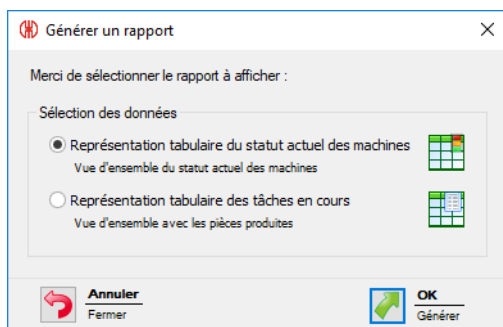 Générer un rapport
Merci de sélectionner le rapport à afficher :
Sélection des données
Représentation tabulaire du statut actuel des machines
Vue d'ensemble du statut actuel des machines
Représentation tabulaire des tâches en cours
Vue d'ensemble avec les pièces produites
Annuler
Fermer
OK
Générer